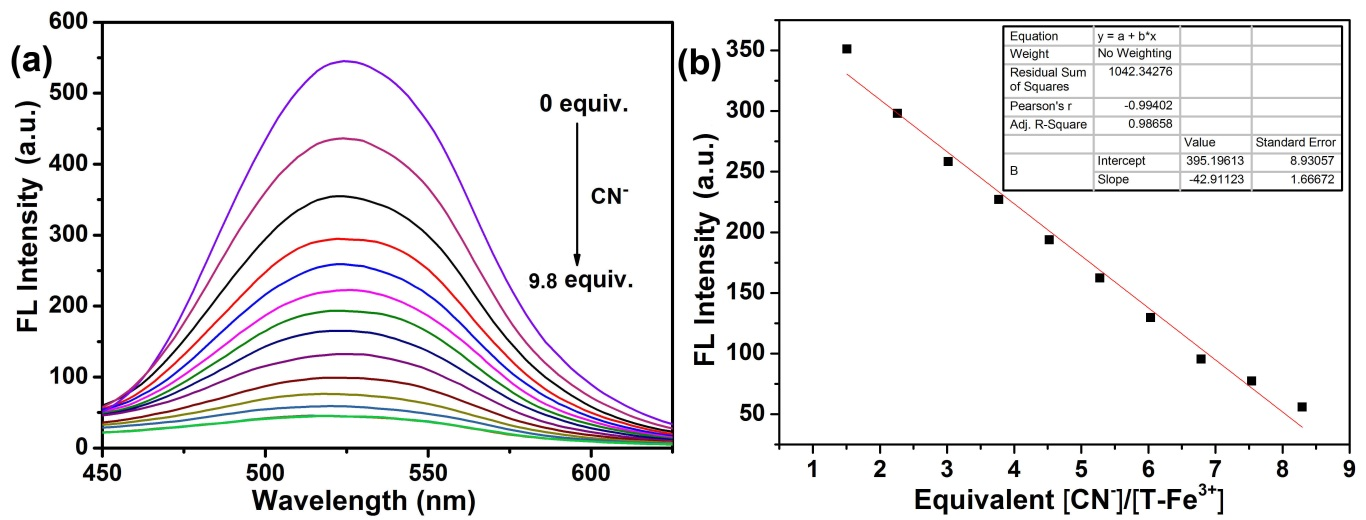 (a)
FL Intensity (a.u.)
600
500
400
300
200
100
0
0 equiv.
CN⁻
9.8 equiv.
450 500 550 600
Wavelength (nm)
(b)
FL Intensity (a.u.)
350
300
250
200
150
100
50
Equation y = a + b*x
Weight No Weighting
Residual Sum
of Squares 1042.34276
Pearson's r -0.99402
Adj. R-Square 0.98658
Value Standard Error
B Intercept 395.19613 8.93057
Slope -42.91123 1.66672
1 2 3 4 5 6 7 8 9
Equivalent [CN⁻]/[T-Fe³⁺]